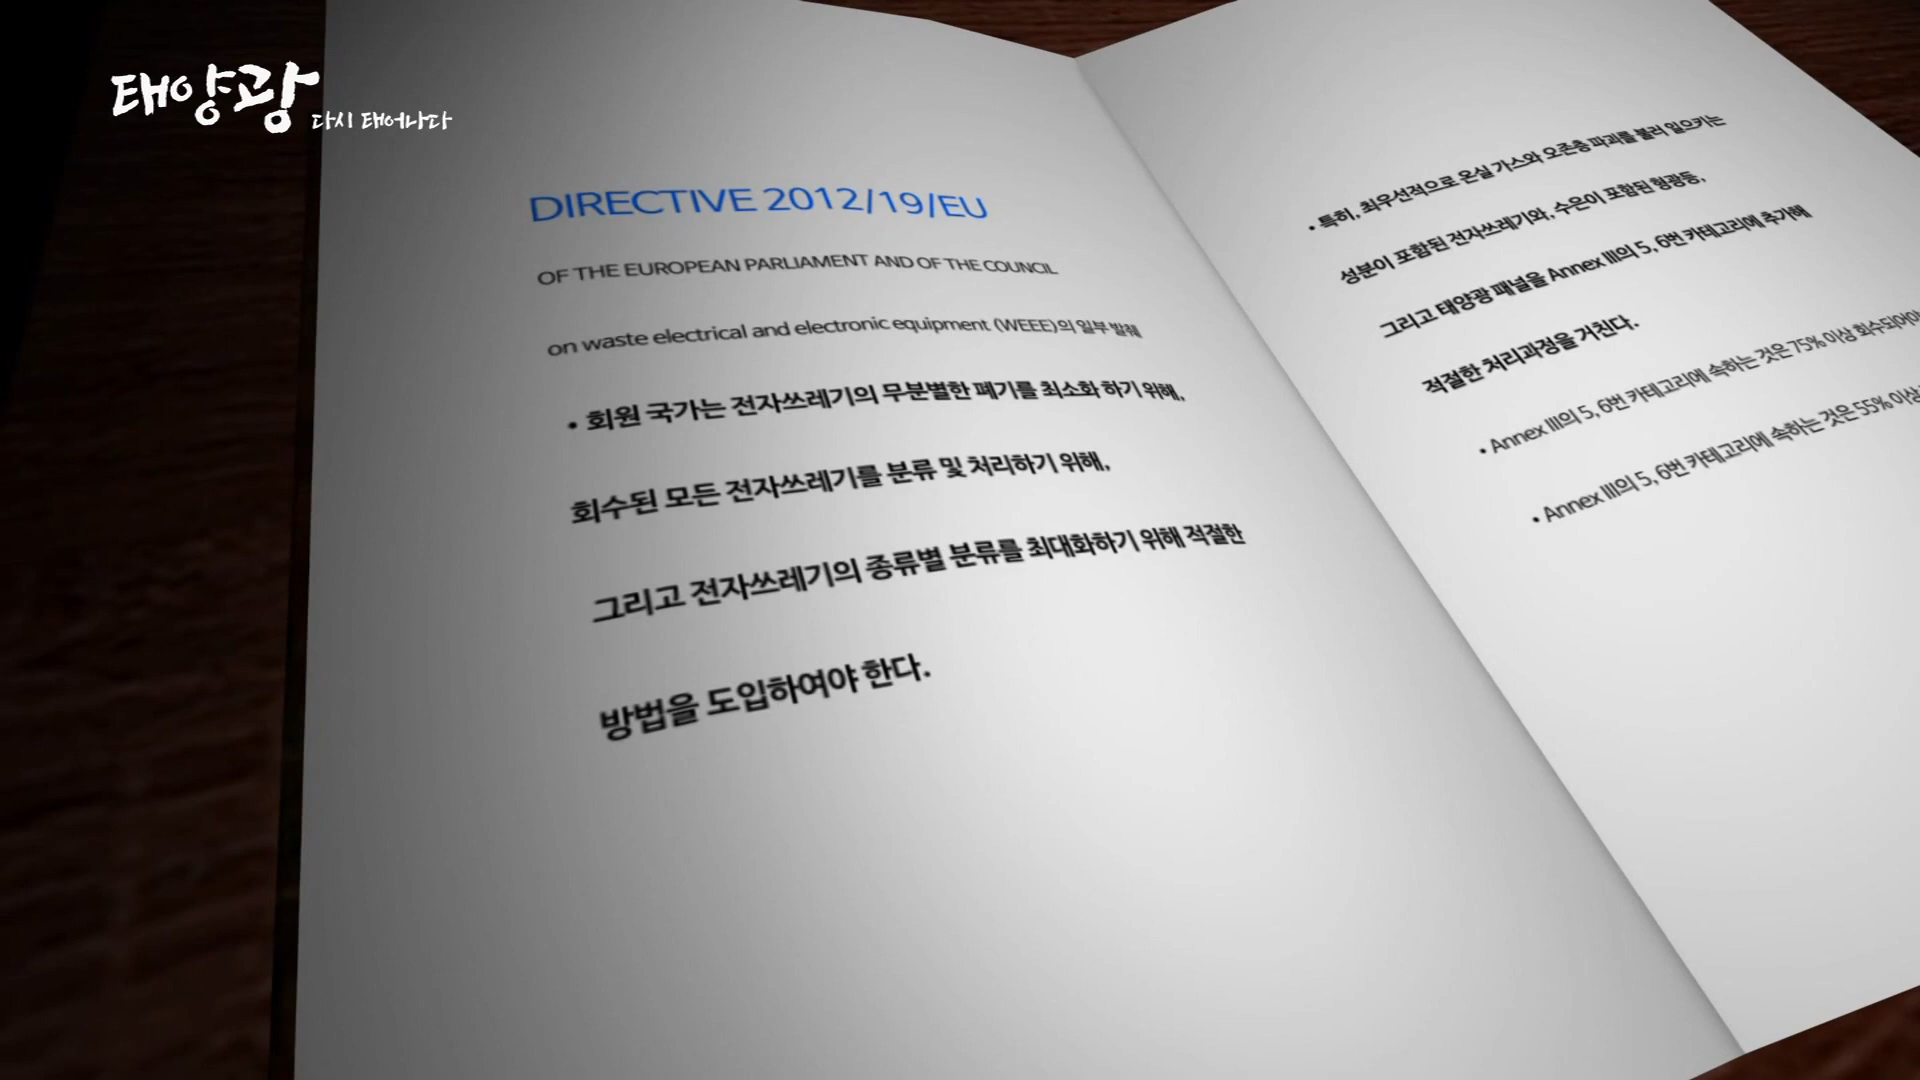 태양광
다시 태어나다
DIRECTIVE 2012/19/EU
OF THE EUROPEAN PARLIAMENT AND OF THE COUNCIL
on waste electrical and electronic equipment (WEEE)의 일부 발췌
• 회원 국가는 전자쓰레기의 무분별한 폐기를 최소화 하기 위해,
회수된 모든 전자쓰레기를 분류 및 처리하기 위해,
그리고 전자쓰레기의 종류별 분류를 최대화하기 위해 적절한
방법을 도입하여야 한다.
• 특히, 최우선적으로 온실 가스와 오존층 파괴를 불러 일으키는
성분이 포함된 전자쓰레기와, 수은이 포함된 형광등,
그리고 태양광 패널을 Annex III의 5, 6번 카테고리에 추가해
적절한 처리과정을 거친다.
• Annex III의 5, 6번 카테고리에 속하는 것은 75% 이상 회수되어야
• Annex III의 5, 6번 카테고리에 속하는 것은 55% 이상